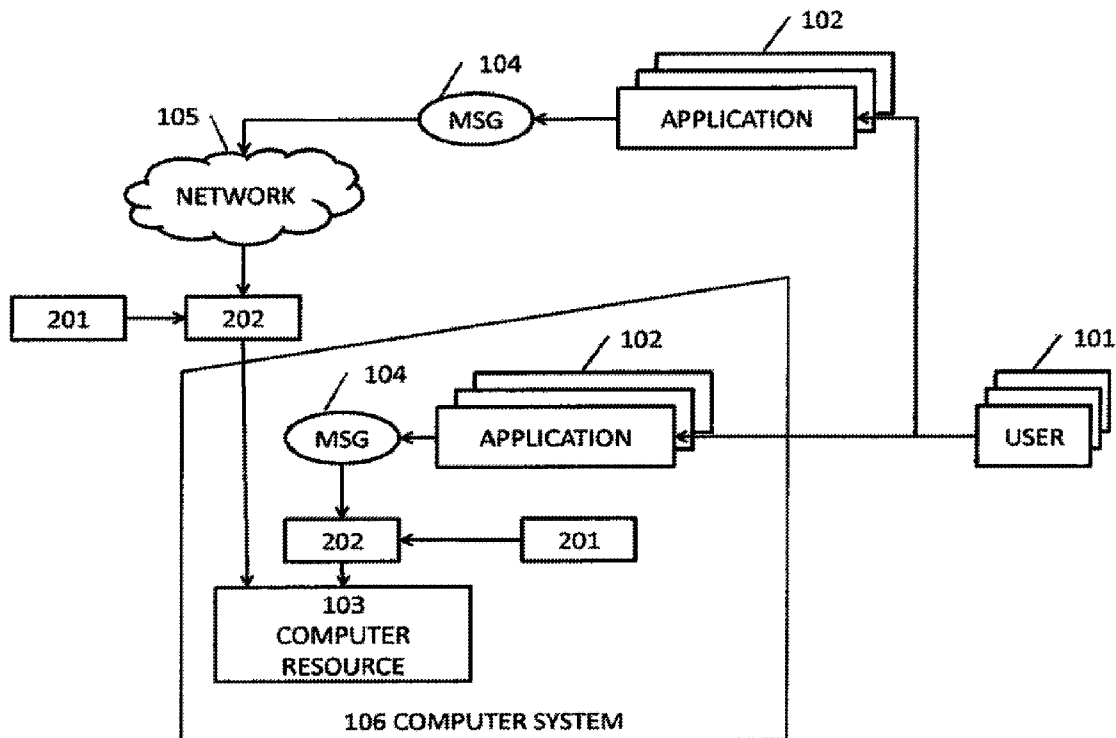 102
104
105
MSG
APPLICATION
NETWORK
201
202
102
101
104
MSG
APPLICATION
USER
202
201
103
COMPUTER
RESOURCE
106 COMPUTER SYSTEM